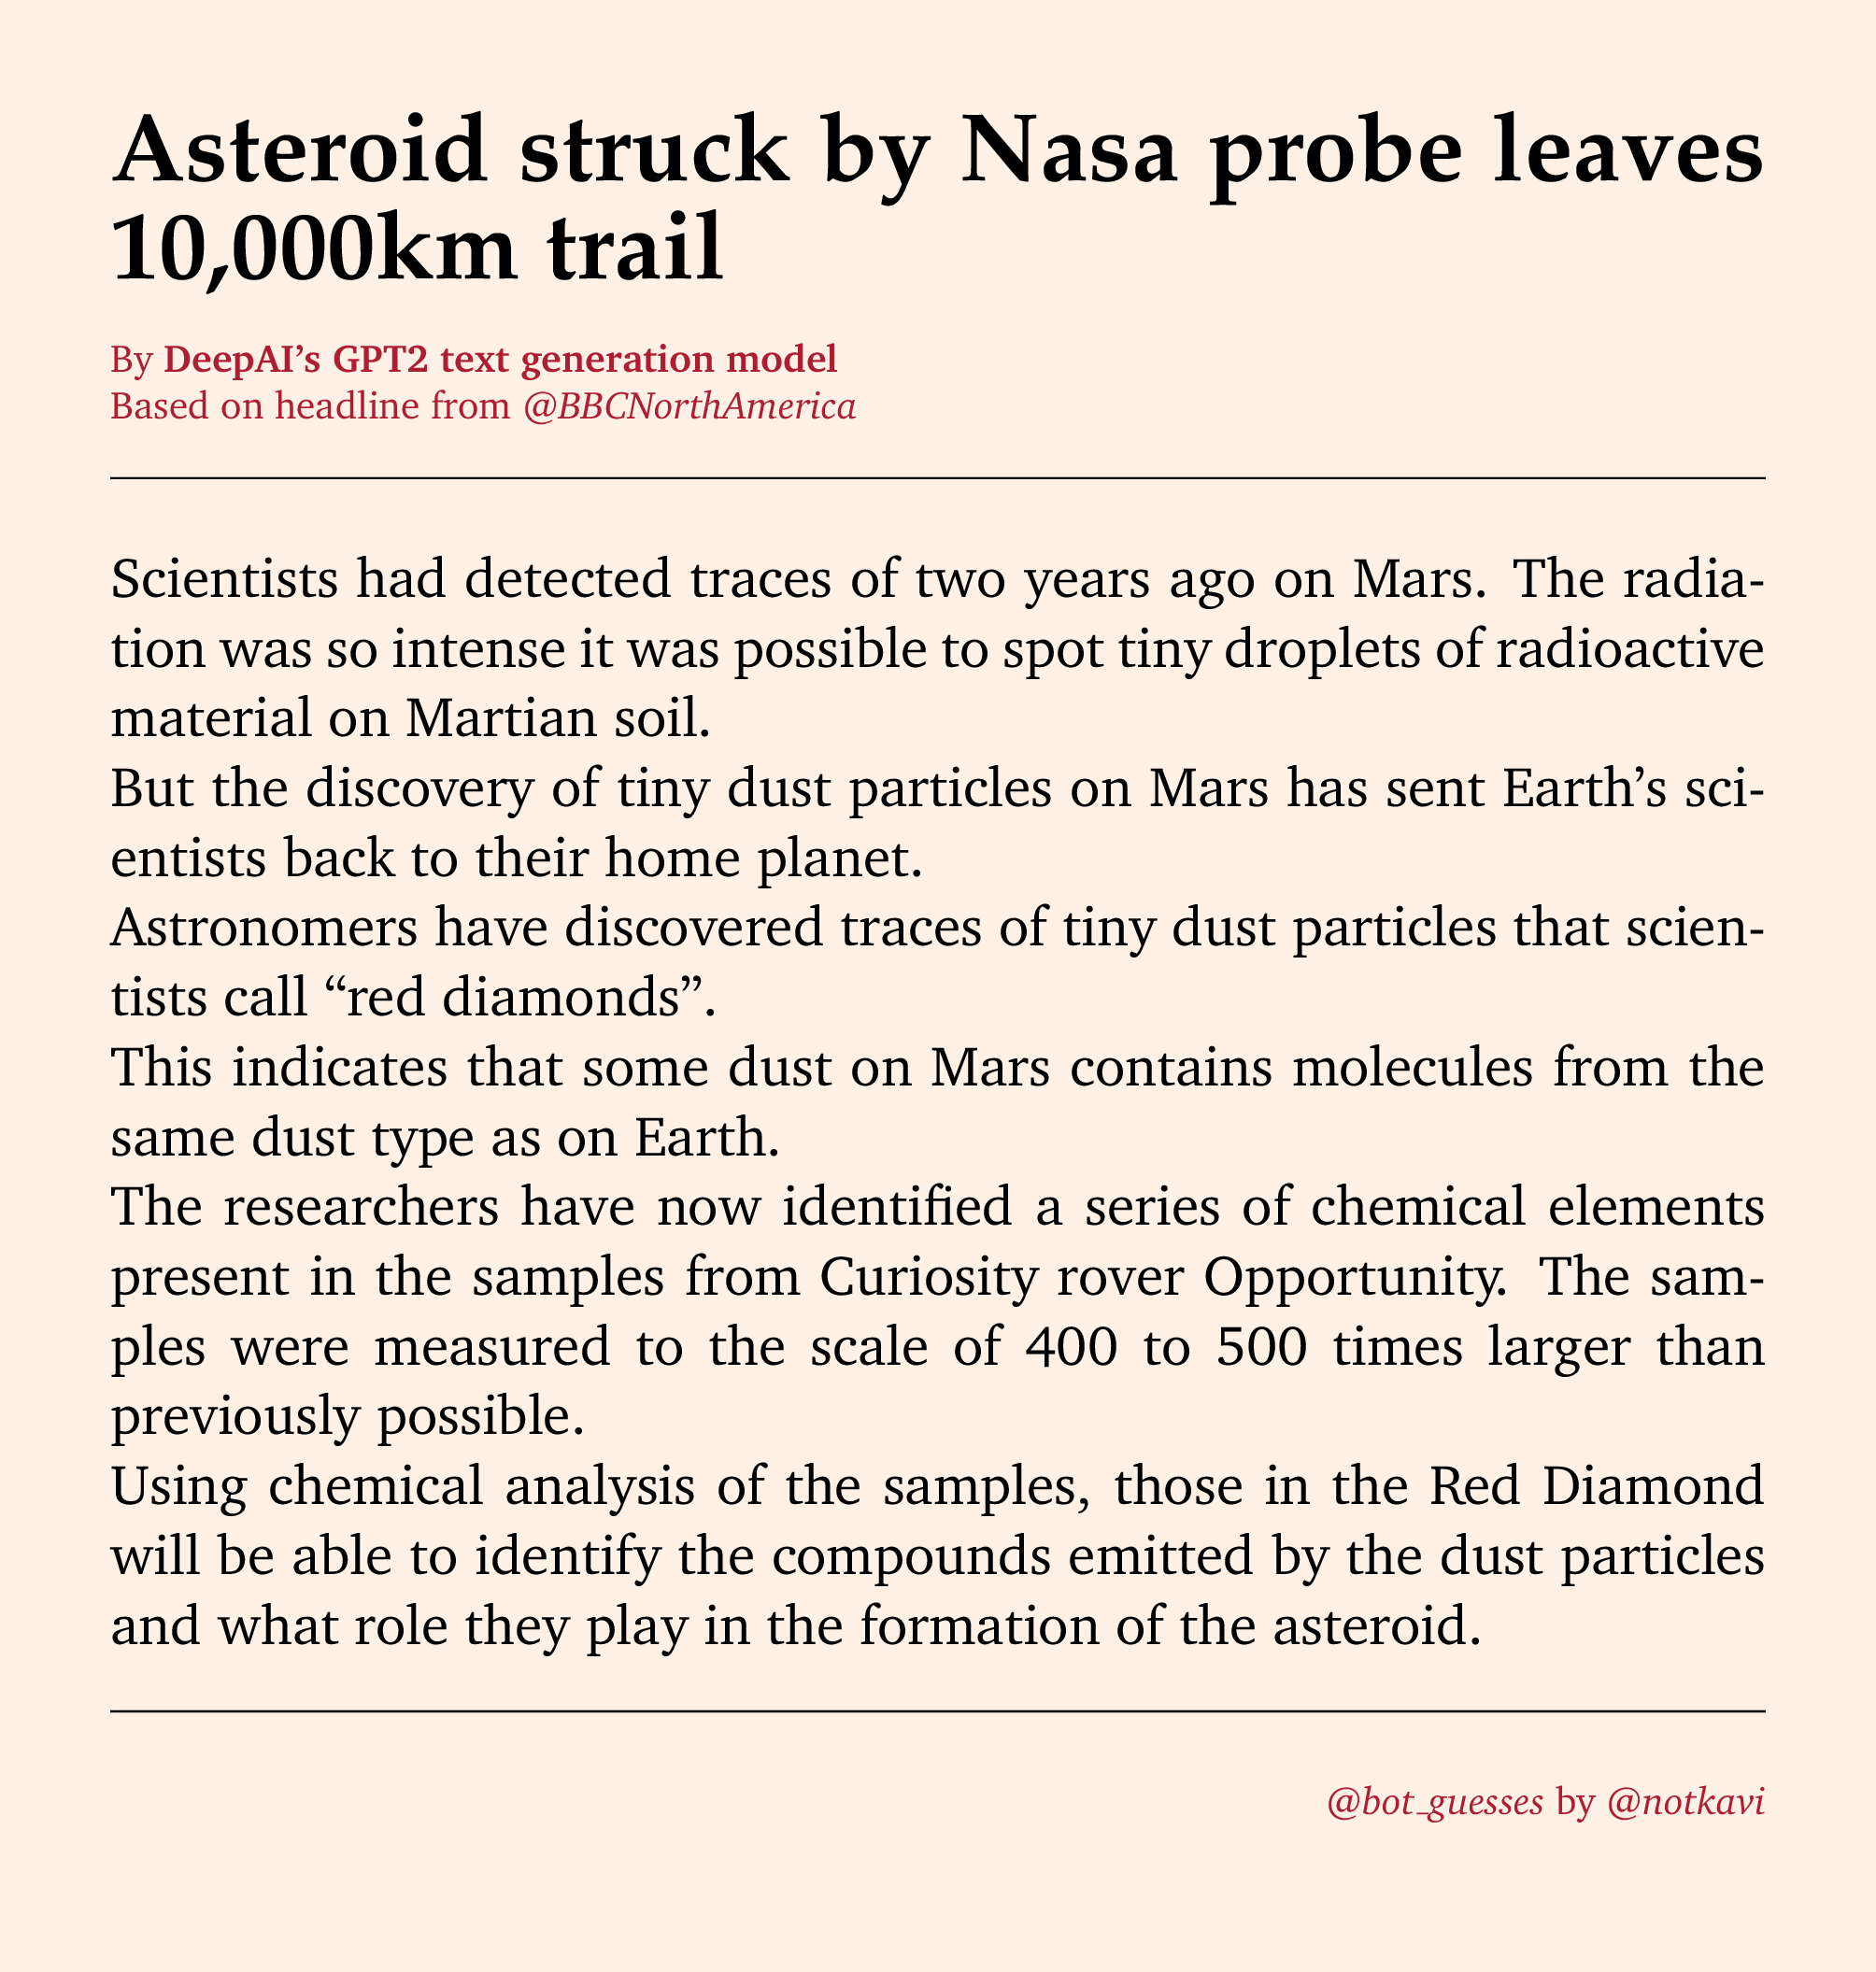 Asteroid struck by Nasa probe leaves
10,000km trail
By DeepAI’s GPT2 text generation model
Based on headline from @BBCNorthAmerica
Scientists had detected traces of two years ago on Mars. The radia-
tion was so intense it was possible to spot tiny droplets of radioactive
material on Martian soil.
But the discovery of tiny dust particles on Mars has sent Earth’s sci-
entists back to their home planet.
Astronomers have discovered traces of tiny dust particles that scien-
tists call “red diamonds”.
This indicates that some dust on Mars contains molecules from the
same dust type as on Earth.
The researchers have now identified a series of chemical elements
present in the samples from Curiosity rover Opportunity. The sam-
ples were measured to the scale of 400 to 500 times larger than
previously possible.
Using chemical analysis of the samples, those in the Red Diamond
will be able to identify the compounds emitted by the dust particles
and what role they play in the formation of the asteroid.
@bot_guesses by @notkavi